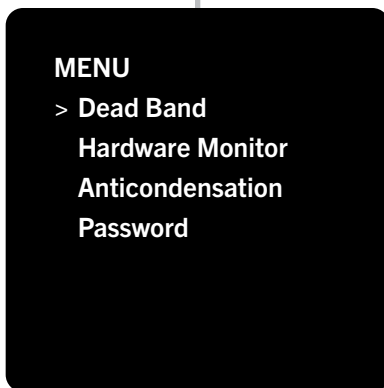 MENU
> Dead Band
Hardware Monitor
Anticondensation
Password